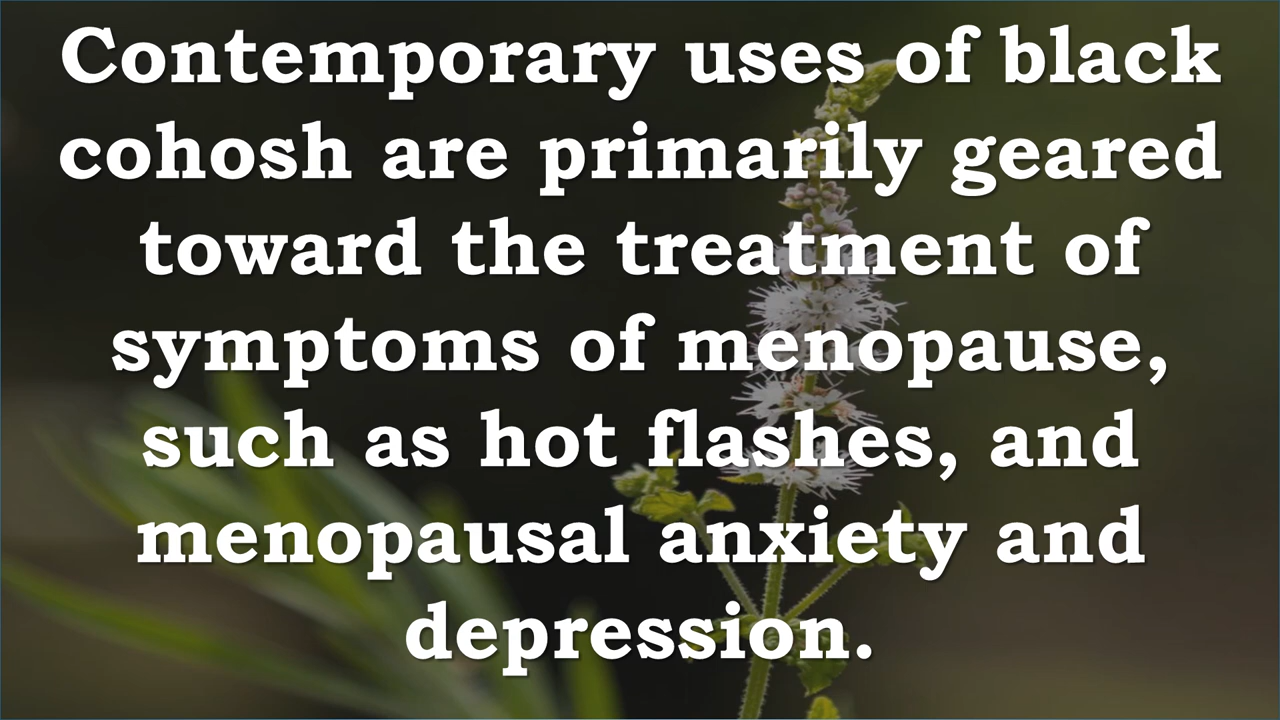 Contemporary uses of black
cohosh are primarily geared
toward the treatment of
symptoms of menopause,
such as hot flashes, and
menopausal anxiety and
depression.